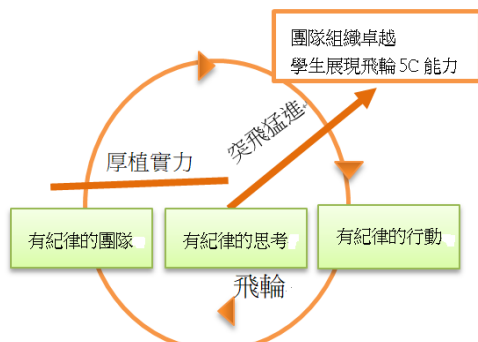 團隊組織卓越
學生展現飛輪 5C 能力
突飛猛進
厚植實力
有紀律的團隊
有紀律的思考
有紀律的行動
飛輪